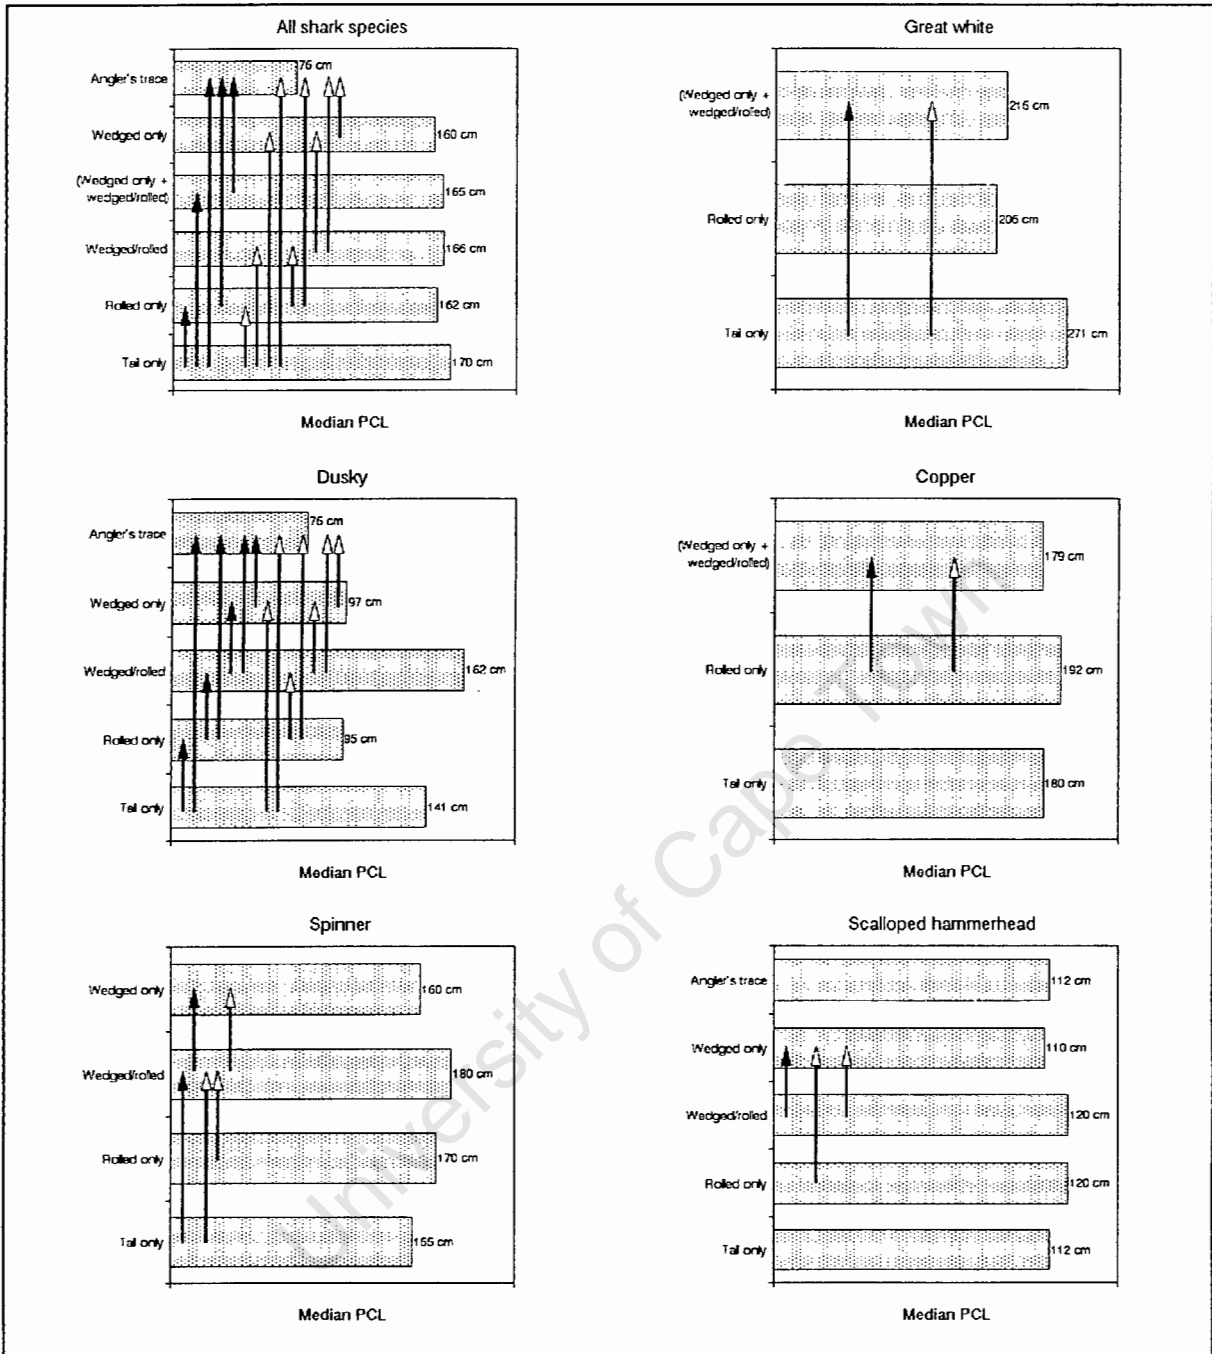 All shark species
Angler's trace
76 cm
Wedged only
160 cm
(Wedged only +
wedged/rolled)
165 cm
Wedged/rolled
166 cm
Rolled only
162 cm
Tail only
170 cm
Median PCL
Great white
(Wedged only +
wedged/rolled)
215 cm
Rolled only
205 cm
Tail only
271 cm
Median PCL
Dusky
Angler's trace
76 cm
Wedged only
97 cm
Wedged/rolled
162 cm
Rolled only
95 cm
Tail only
141 cm
Median PCL
Copper
(Wedged only +
wedged/rolled)
179 cm
Rolled only
192 cm
Tail only
180 cm
Median PCL
Spinner
Wedged only
160 cm
Wedged/rolled
180 cm
Rolled only
170 cm
Tail only
155 cm
Median PCL
Scalloped hammerhead
Angler's trace
112 cm
Wedged only
110 cm
Wedged/rolled
120 cm
Rolled only
120 cm
Tail only
112 cm
Median PCL
University of Cape Town